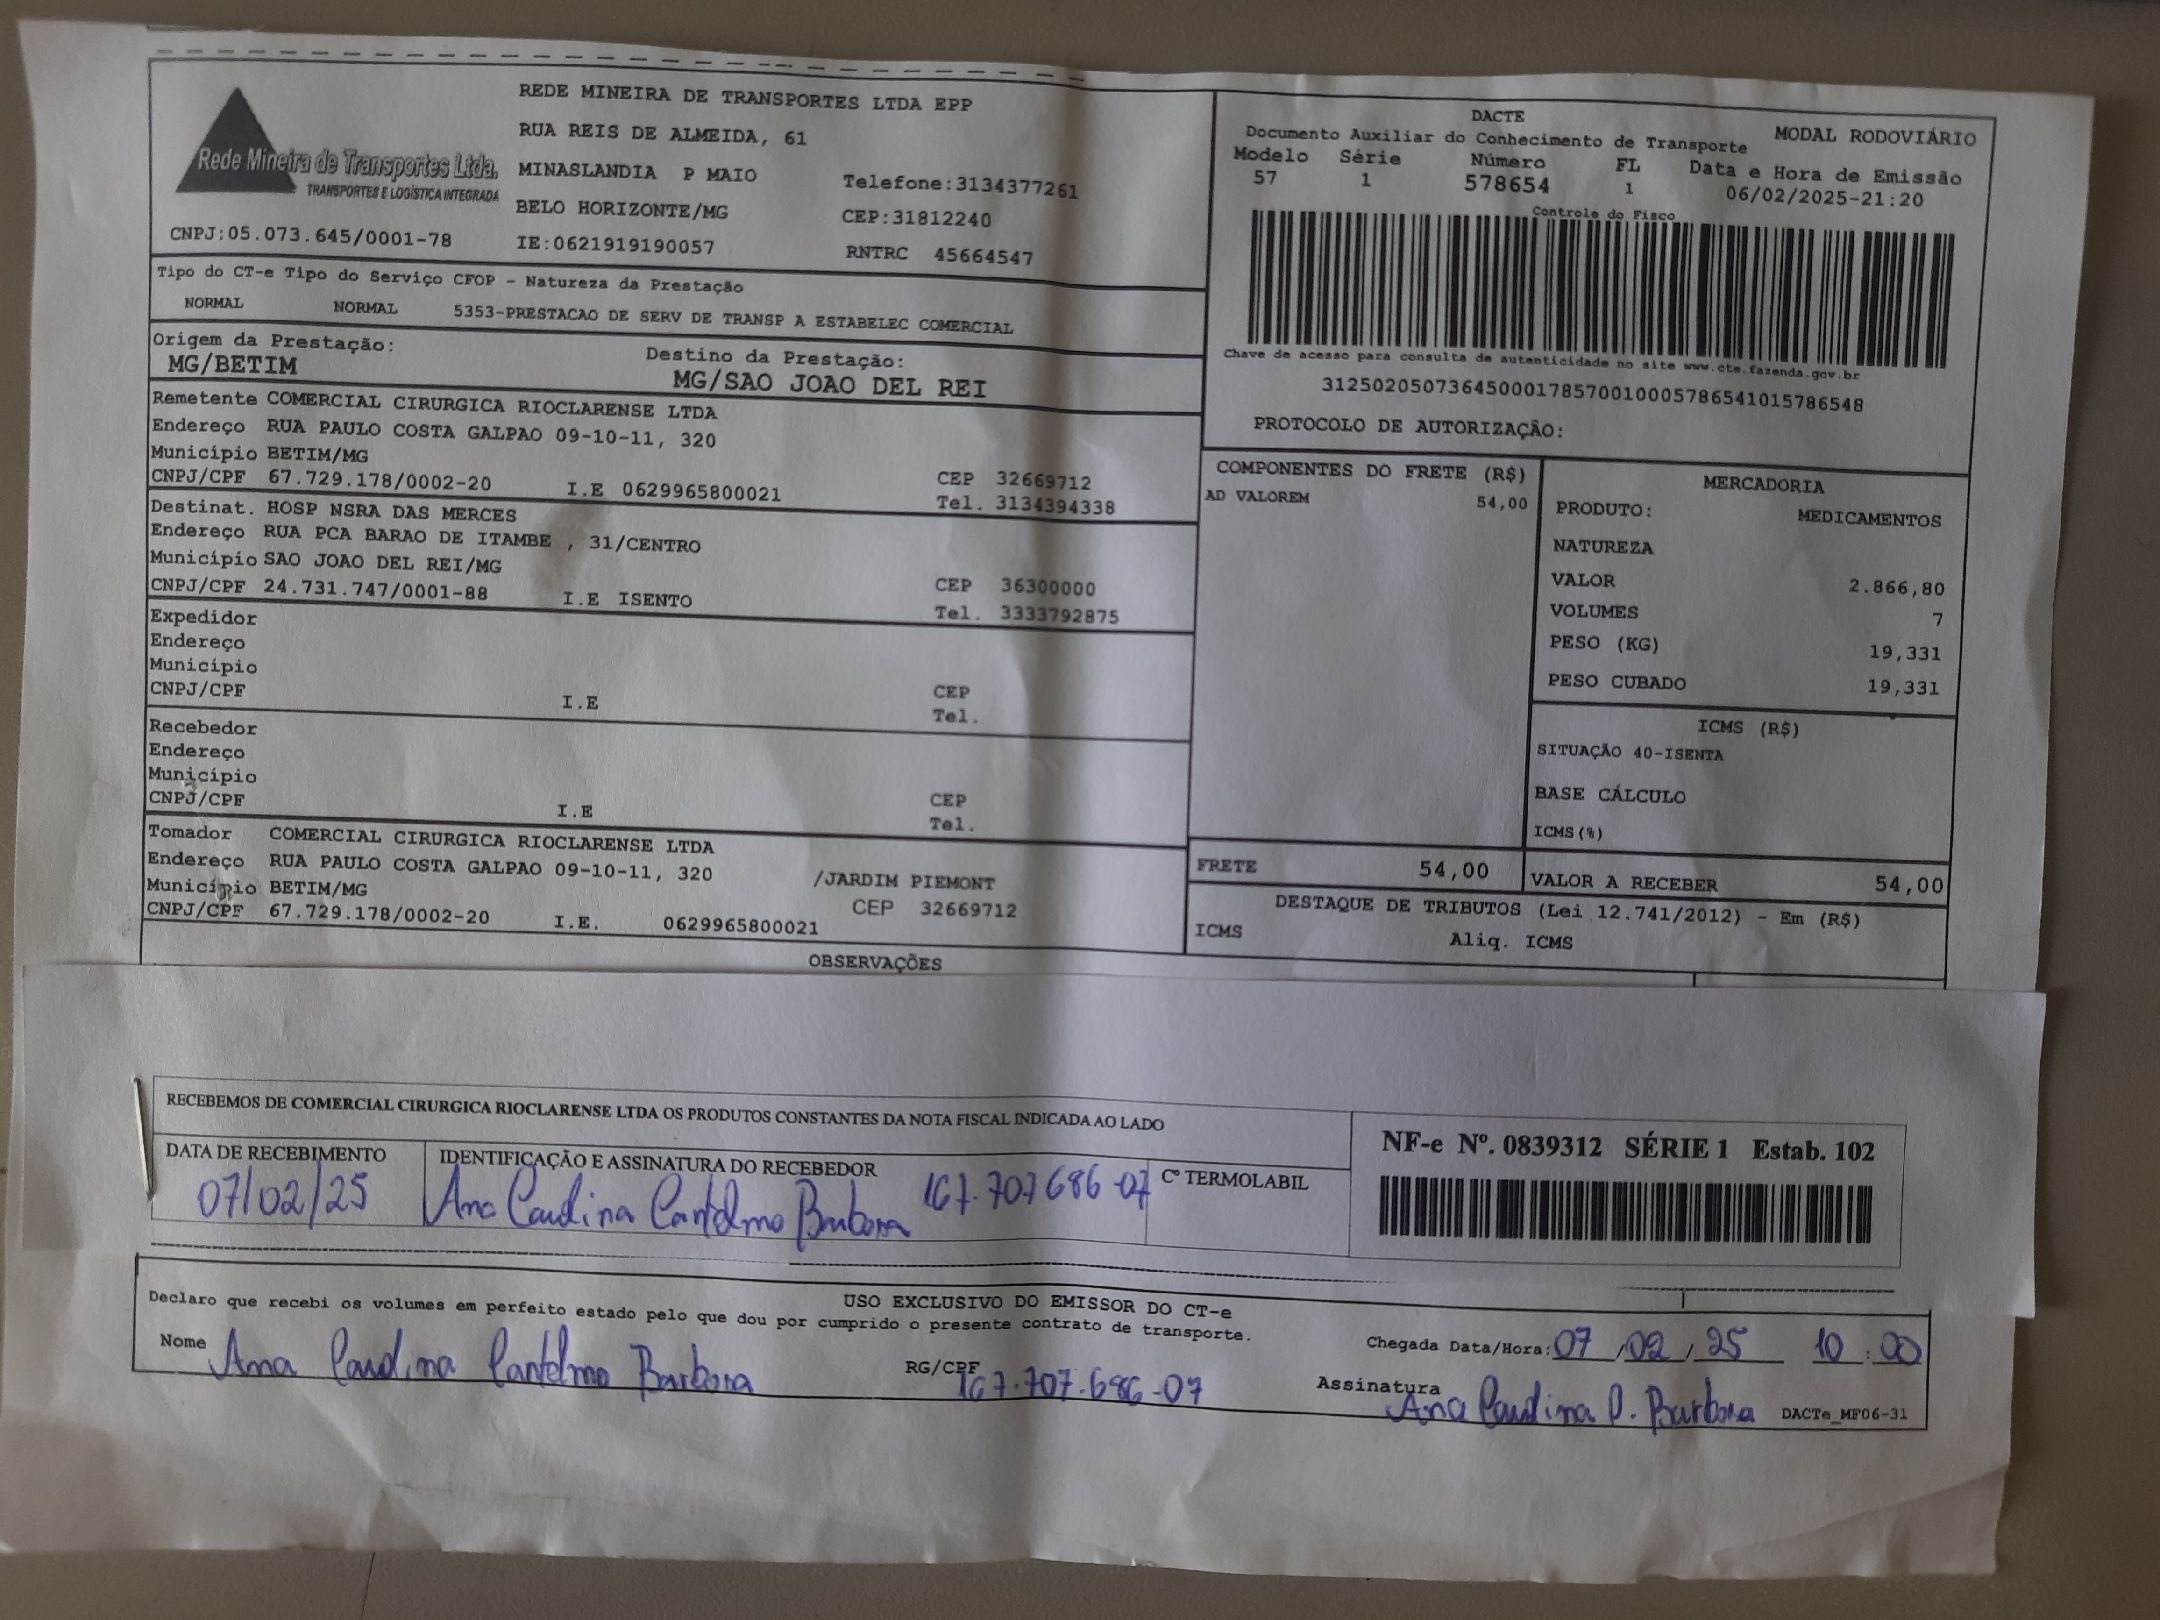 Rede Mineira de Transportes Ltda.
TRANSPORTES E LOGÍSTICA INTEGRADA
CNPJ:05.073.645/0001-78
REDE MINEIRA DE TRANSPORTES LTDA EPP
RUA REIS DE ALMEIDA, 61
MINASLANDIA P MAIO Telefone:3134377261
BELO HORIZONTE/MG CEP:31812240
IE:0621919190057 RNTRC 45664547
DACTE
Documento Auxiliar do Conhecimento de Transporte MODAL RODOVIÁRIO
Modelo Série Número FL Data e Hora de Emissão
57 1 578654 1 06/02/2025-21:20
Controle do Fisco
Chave de acesso para consulta de autenticidade no site www.cte.fazenda.gov.br
31250205073645000178570010005786541015786548
PROTOCOLO DE AUTORIZAÇÃO:
Tipo do CT-e Tipo do Serviço CFOP - Natureza da Prestação
NORMAL NORMAL 5353-PRESTACAO DE SERV DE TRANSP A ESTABELEC COMERCIAL
Origem da Prestação: Destino da Prestação:
MG/BETIM MG/SAO JOAO DEL REI
Remetente COMERCIAL CIRURGICA RIOCLARENSE LTDA
Endereço RUA PAULO COSTA GALPAO 09-10-11, 320
Município BETIM/MG CEP 32669712
CNPJ/CPF 67.729.178/0002-20 I.E 0629965800021 Tel. 3134394338
Destinat. HOSP NSRA DAS MERCES
Endereço RUA PCA BARAO DE ITAMBE , 31/CENTRO
Município SAO JOAO DEL REI/MG CEP 36300000
CNPJ/CPF 24.731.747/0001-88 I.E ISENTO Tel. 3333792875
Expedidor
Endereço
Município CEP
CNPJ/CPF I.E Tel.
Recebedor
Endereço
Município CEP
CNPJ/CPF I.E Tel.
Tomador COMERCIAL CIRURGICA RIOCLARENSE LTDA
Endereço RUA PAULO COSTA GALPAO 09-10-11, 320 /JARDIM PIEMONT
Município BETIM/MG CEP 32669712
CNPJ/CPF 67.729.178/0002-20 I.E. 0629965800021
OBSERVAÇÕES
COMPONENTES DO FRETE (R$)
AD VALOREM 54,00
MERCADORIA
PRODUTO: MEDICAMENTOS
NATUREZA
VALOR 2.866,80
VOLUMES 7
PESO (KG) 19,331
PESO CUBADO 19,331
ICMS (R$)
SITUAÇÃO 40-ISENTA
BASE CÁLCULO
ICMS(%)
FRETE 54,00 VALOR A RECEBER 54,00
DESTAQUE DE TRIBUTOS (Lei 12.741/2012) - Em (R$)
ICMS Aliq. ICMS
RECEBEMOS DE COMERCIAL CIRURGICA RIOCLARENSE LTDA OS PRODUTOS CONSTANTES DA NOTA FISCAL INDICADA AO LADO
DATA DE RECEBIMENTO IDENTIFICAÇÃO E ASSINATURA DO RECEBEDOR Cº TERMOLABIL
07/02/25 Ana Carolina Cantelmo Barbosa 167.707686-07
NF-e Nº. 0839312 SÉRIE 1 Estab. 102
USO EXCLUSIVO DO EMISSOR DO CT-e
Declaro que recebi os volumes em perfeito estado pelo que dou por cumprido o presente contrato de transporte.
Nome Ana Carolina Cantelmo Barbosa RG/CPF 167.707.686-07
Chegada Data/Hora: 07/02/25 10:00
Assinatura Ana Carolina C. Barbosa DACTe_MF06-31